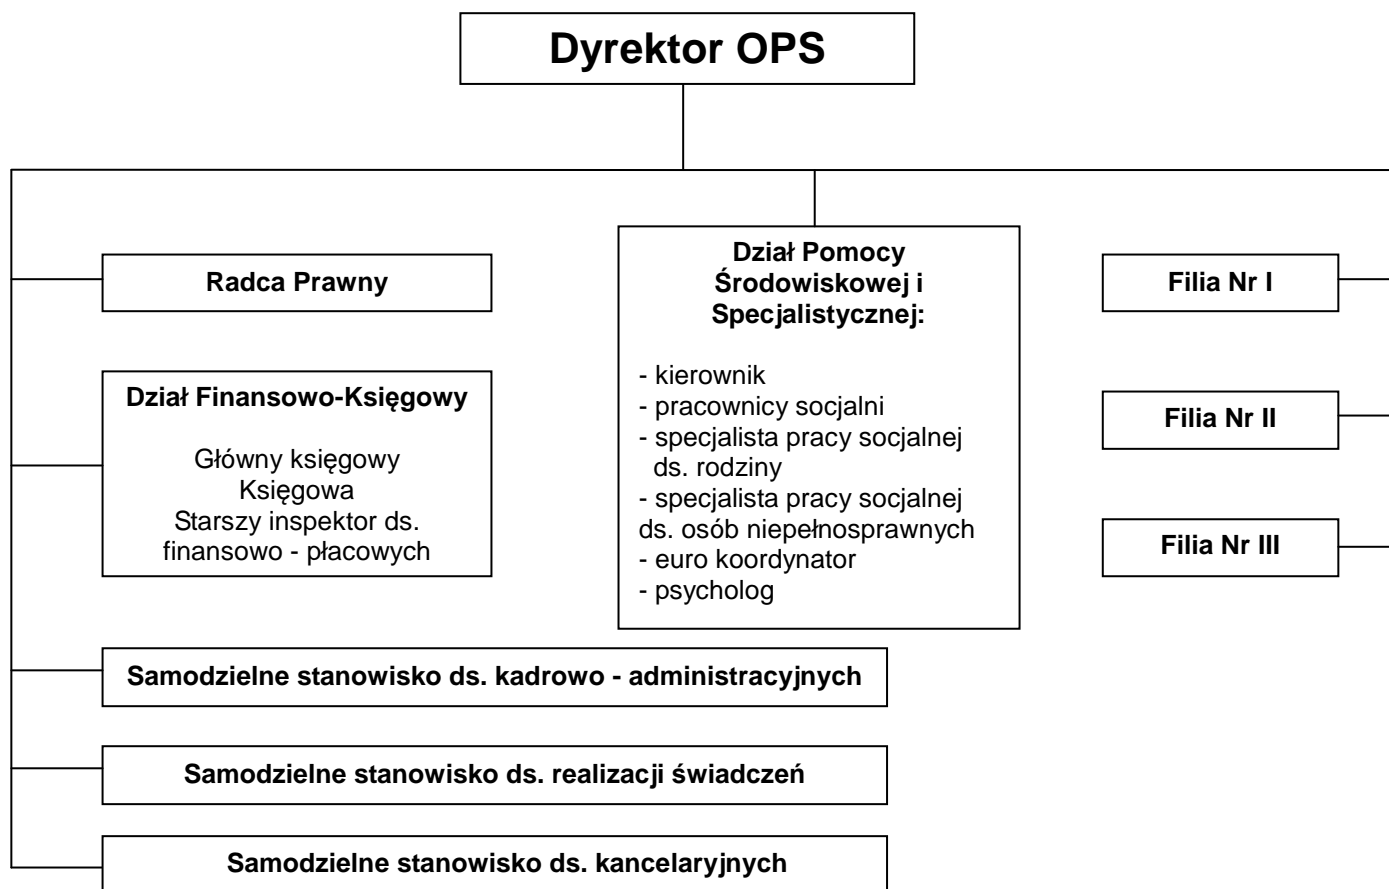 Dyrektor OPS
Radca Prawny
Dział Finansowo-Księgowy
Główny księgowy
Księgowa
Starszy inspektor ds.
finansowo - płacowych
Dział Pomocy
Środowiskowej i
Specjalistycznej:
- kierownik
- pracownicy socjalni
- specjalista pracy socjalnej
ds. rodziny
- specjalista pracy socjalnej
ds. osób niepełnosprawnych
- euro koordynator
- psycholog
Filia Nr I
Filia Nr II
Filia Nr III
Samodzielne stanowisko ds. kadrowo - administracyjnych
Samodzielne stanowisko ds. realizacji świadczeń
Samodzielne stanowisko ds. kancelaryjnych